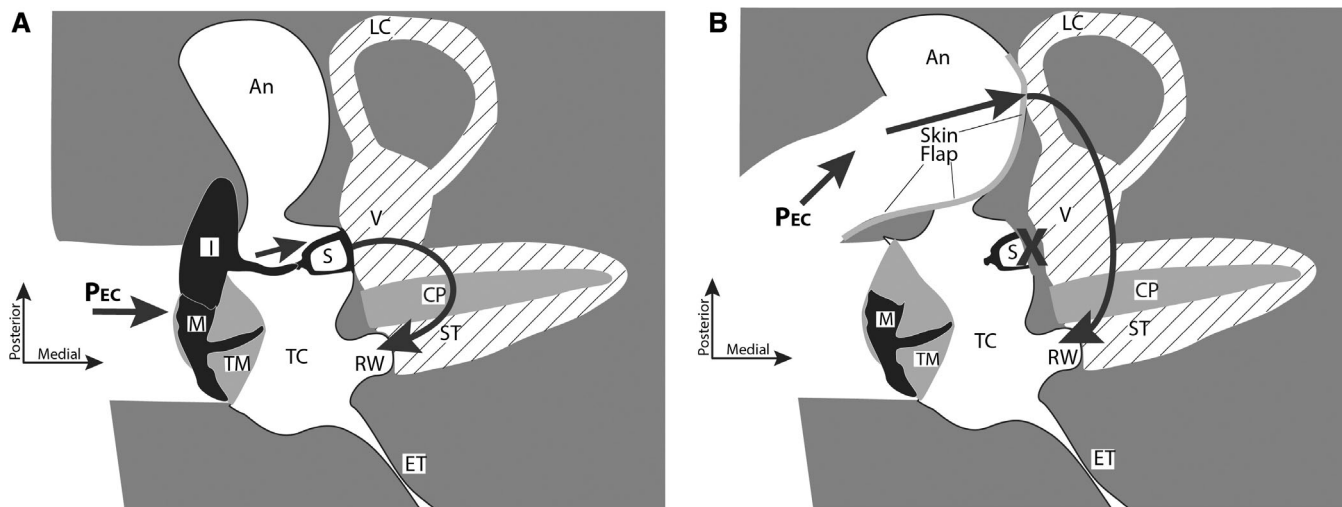 A
An
LC
V
I
S
PEC
M
CP
TM
TC
ST
RW
ET
Posterior
Medial
B
An
LC
Skin
Flap
PEC
V
S
X
CP
M
ST
TM
TC
RW
ET
Posterior
Medial